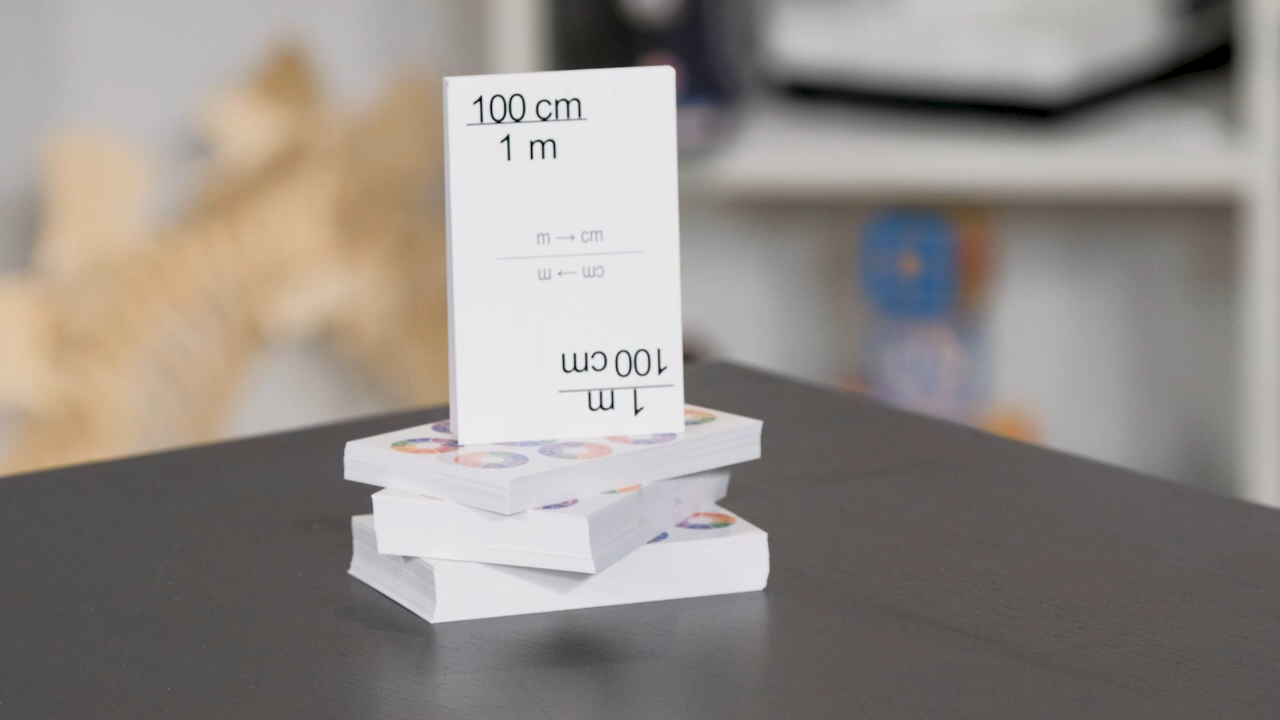 100 cm
1 m
m → cm
1 m
100 cm
cm → m